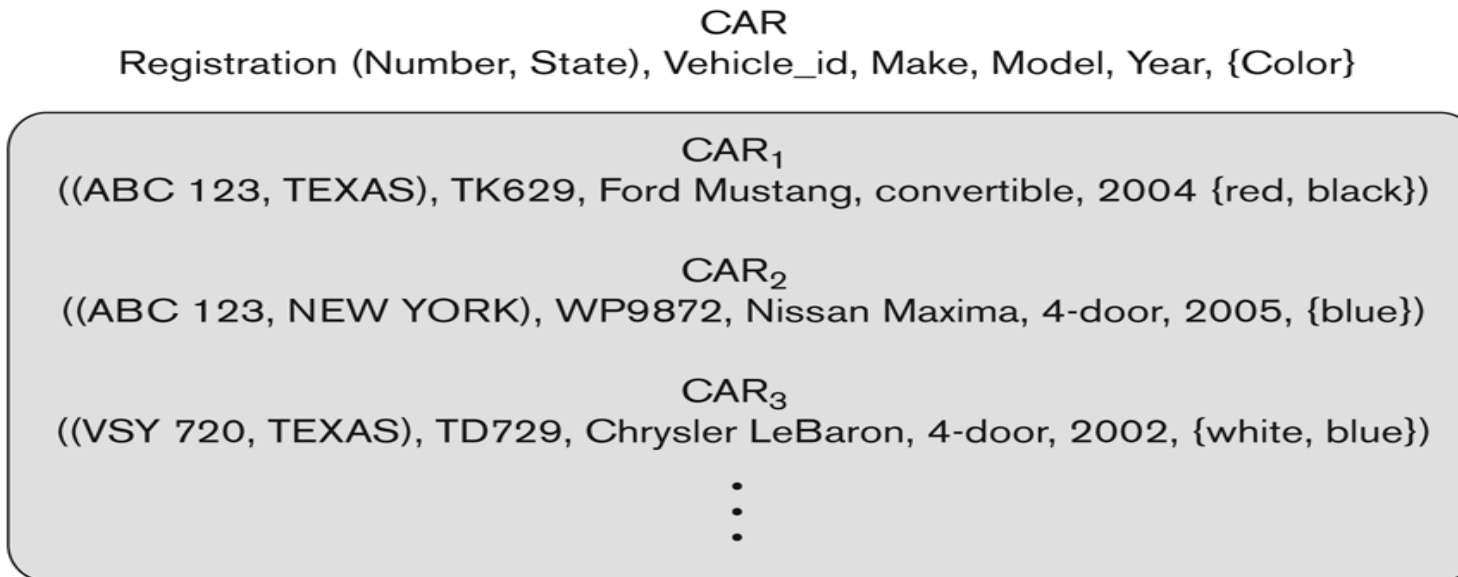 CAR
Registration (Number, State), Vehicle_id, Make, Model, Year, {Color}
CAR₁
((ABC 123, TEXAS), TK629, Ford Mustang, convertible, 2004 {red, black})
CAR₂
((ABC 123, NEW YORK), WP9872, Nissan Maxima, 4-door, 2005, {blue})
CAR₃
((VSY 720, TEXAS), TD729, Chrysler LeBaron, 4-door, 2002, {white, blue})